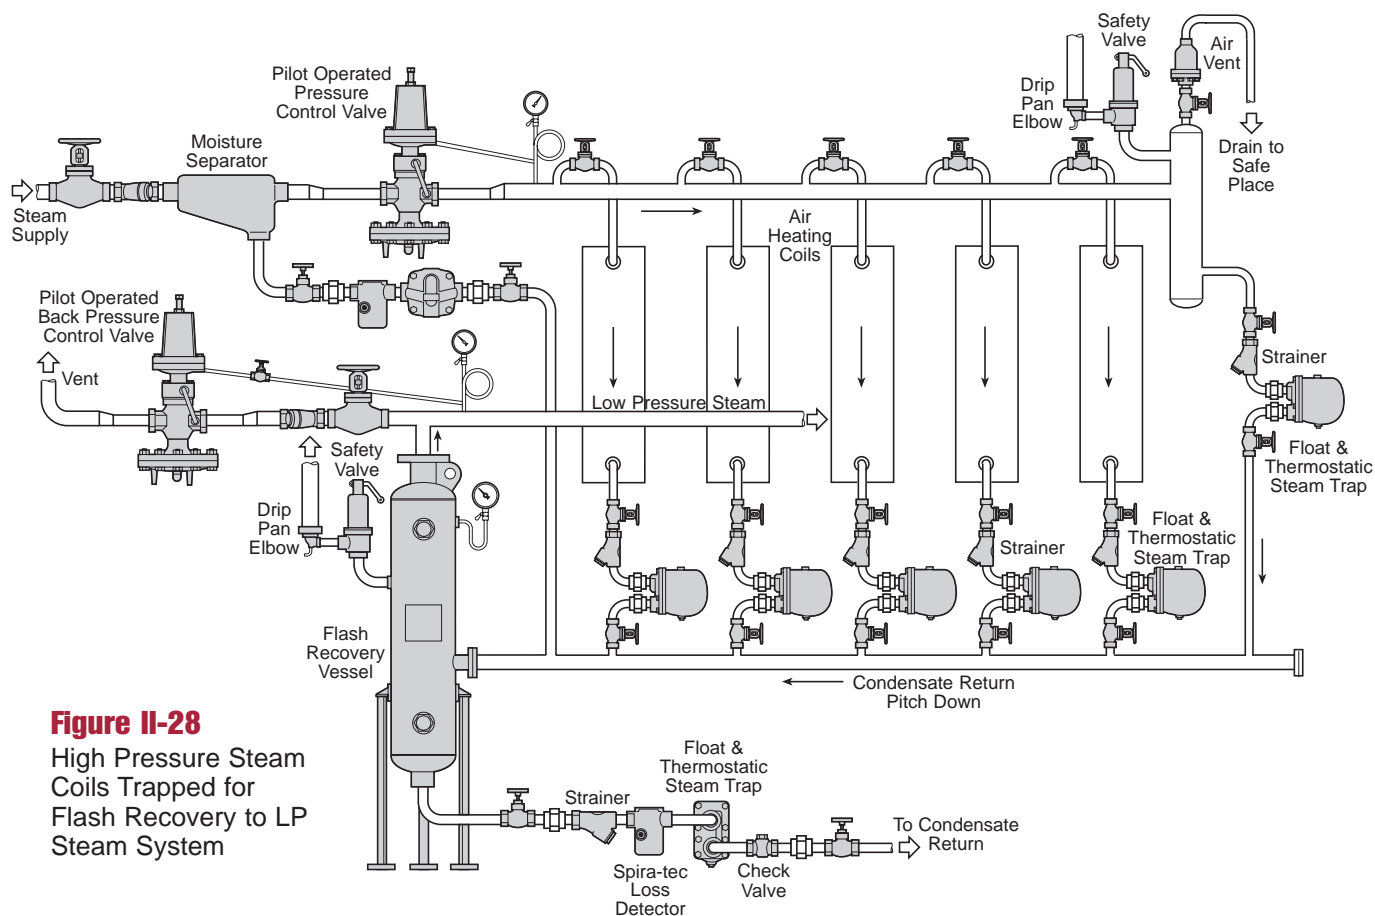 Safety
Valve
Air
Vent
Pilot Operated
Pressure
Control Valve
Drip
Pan
Elbow
Moisture
Separator
Drain to
Safe
Place
Steam
Supply
Air
Heating
Coils
Pilot Operated
Back Pressure
Control Valve
Vent
Strainer
Low Pressure Steam
Safety
Valve
Float &
Thermostatic
Steam Trap
Drip
Pan
Elbow
Float &
Thermostatic
Steam Trap
Strainer
Flash
Recovery
Vessel
Condensate Return
Pitch Down
Figure II-28
High Pressure Steam
Coils Trapped for
Flash Recovery to LP
Steam System
Float &
Thermostatic
Steam Trap
Strainer
To Condensate
Return
Spira-tec
Loss
Detector
Check
Valve